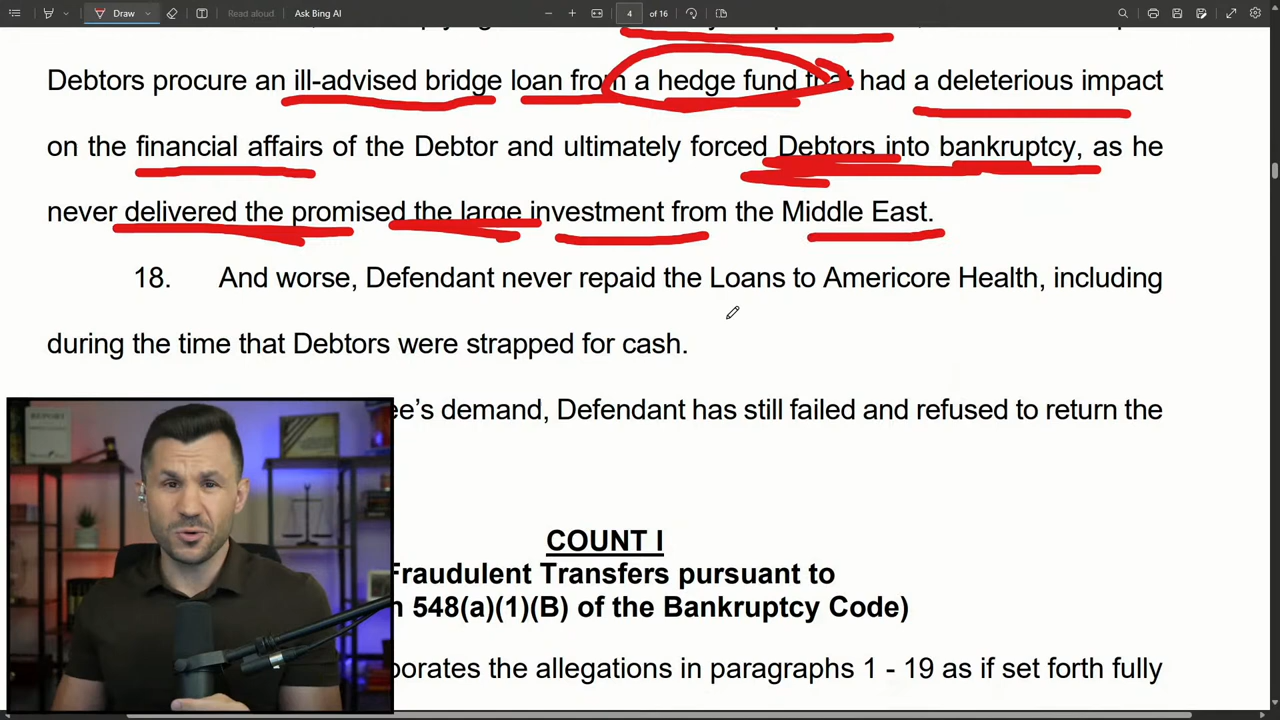 Draw
Read aloud
Ask Bing AI
4
of 16
Debtors procure an ill-advised bridge loan from a hedge fund that had a deleterious impact
on the financial affairs of the Debtor and ultimately forced Debtors into bankruptcy, as he
never delivered the promised the large investment from the Middle East.
18. And worse, Defendant never repaid the Loans to Americore Health, including
during the time that Debtors were strapped for cash.
ee's demand, Defendant has still failed and refused to return the
COUNT I
Fraudulent Transfers pursuant to
548(a)(1)(B) of the Bankruptcy Code)
porates the allegations in paragraphs 1 - 19 as if set forth fully